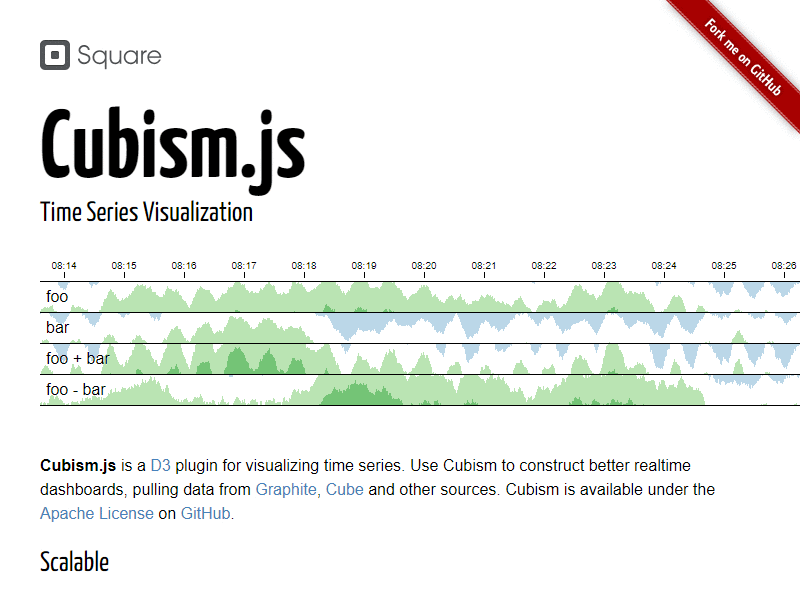 Square
Fork me on GitHub
Cubism.js
Time Series Visualization
08:14 08:15 08:16 08:17 08:18 08:19 08:20 08:21 08:22 08:23 08:24 08:25 08:26
foo
bar
foo + bar
foo - bar
Cubism.js is a D3 plugin for visualizing time series. Use Cubism to construct better realtime
dashboards, pulling data from Graphite, Cube and other sources. Cubism is available under the
Apache License on GitHub.
Scalable